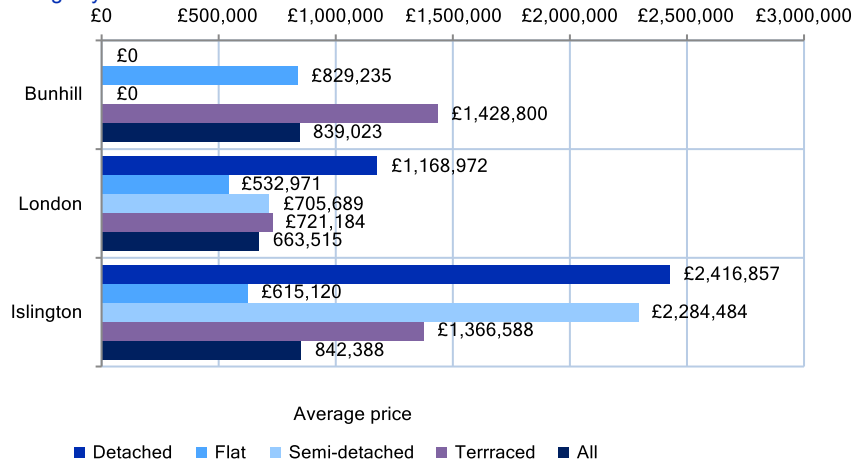 £0 £500,000 £1,000,000 £1,500,000 £2,000,000 £2,500,000 £3,000,000
£0
£829,235
Bunhill
£0
£1,428,800
839,023
£1,168,972
£532,971
London
£705,689
£721,184
663,515
£2,416,857
£615,120
Islington
£2,284,484
£1,366,588
842,388
Average price
Detached Flat Semi-detached Terrraced All